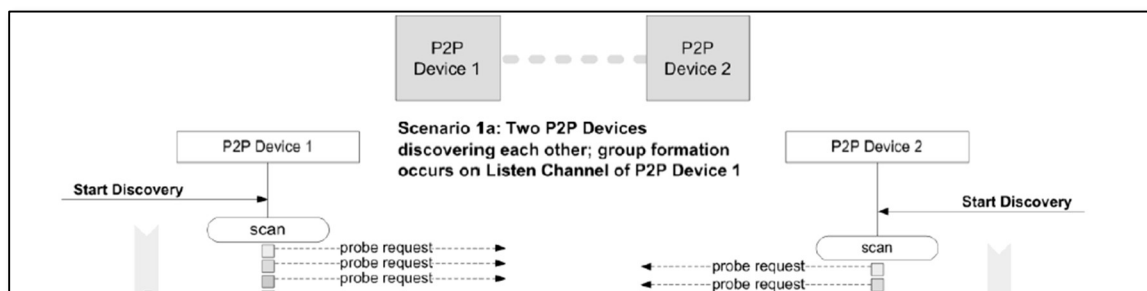 P2P
Device 1
P2P
Device 2
Scenario 1a: Two P2P Devices
discovering each other; group formation
occurs on Listen Channel of P2P Device 1
P2P Device 1
P2P Device 2
Start Discovery
Start Discovery
scan
scan
probe request
probe request
probe request
probe request
probe request